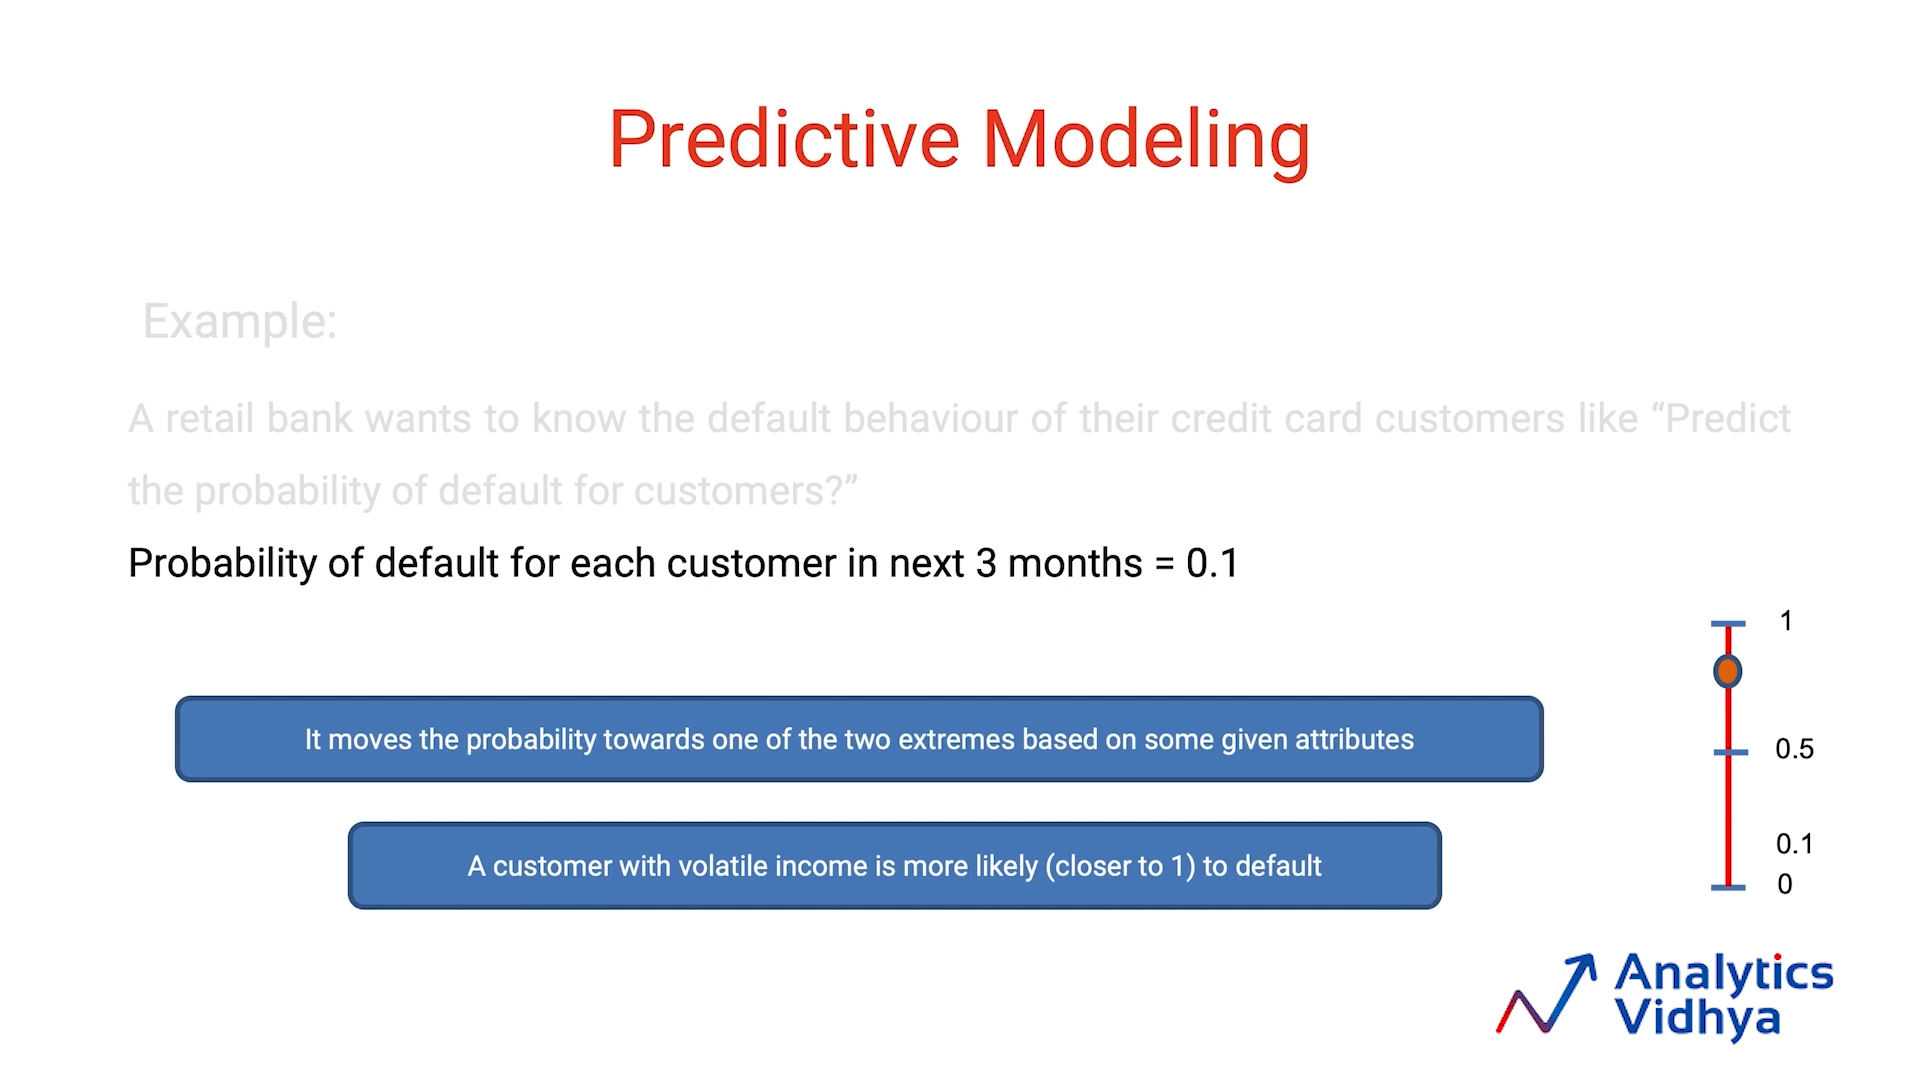 Predictive Modeling
Example:
A retail bank wants to know the default behaviour of their credit card customers like “Predict
the probability of default for customers?”
Probability of default for each customer in next 3 months = 0.1
It moves the probability towards one of the two extremes based on some given attributes
A customer with volatile income is more likely (closer to 1) to default
1
0.5
0.1
0
Analytics
Vidhya